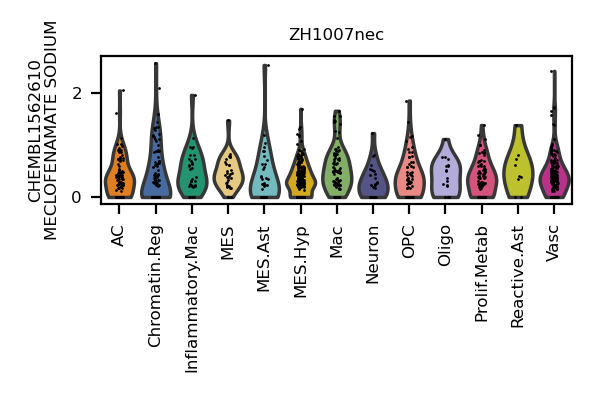 ZH1007nec
CHEMBL1562610
MECLOFENAMATE SODIUM
2
0
AC
Chromatin.Reg
Inflammatory.Mac
MES
MES.Ast
MES.Hyp
Mac
Neuron
OPC
Oligo
Prolif.Metab
Reactive.Ast
Vasc